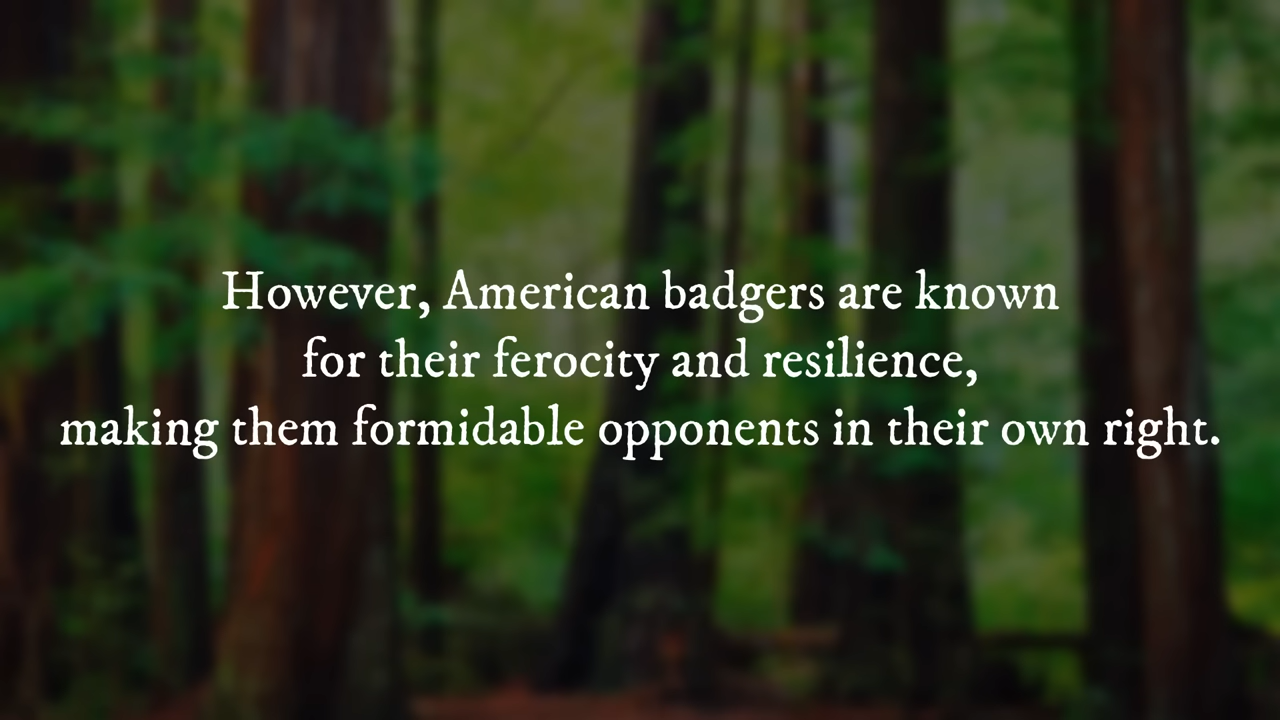 However, American badgers are known
for their ferocity and resilience,
making them formidable opponents in their own right.